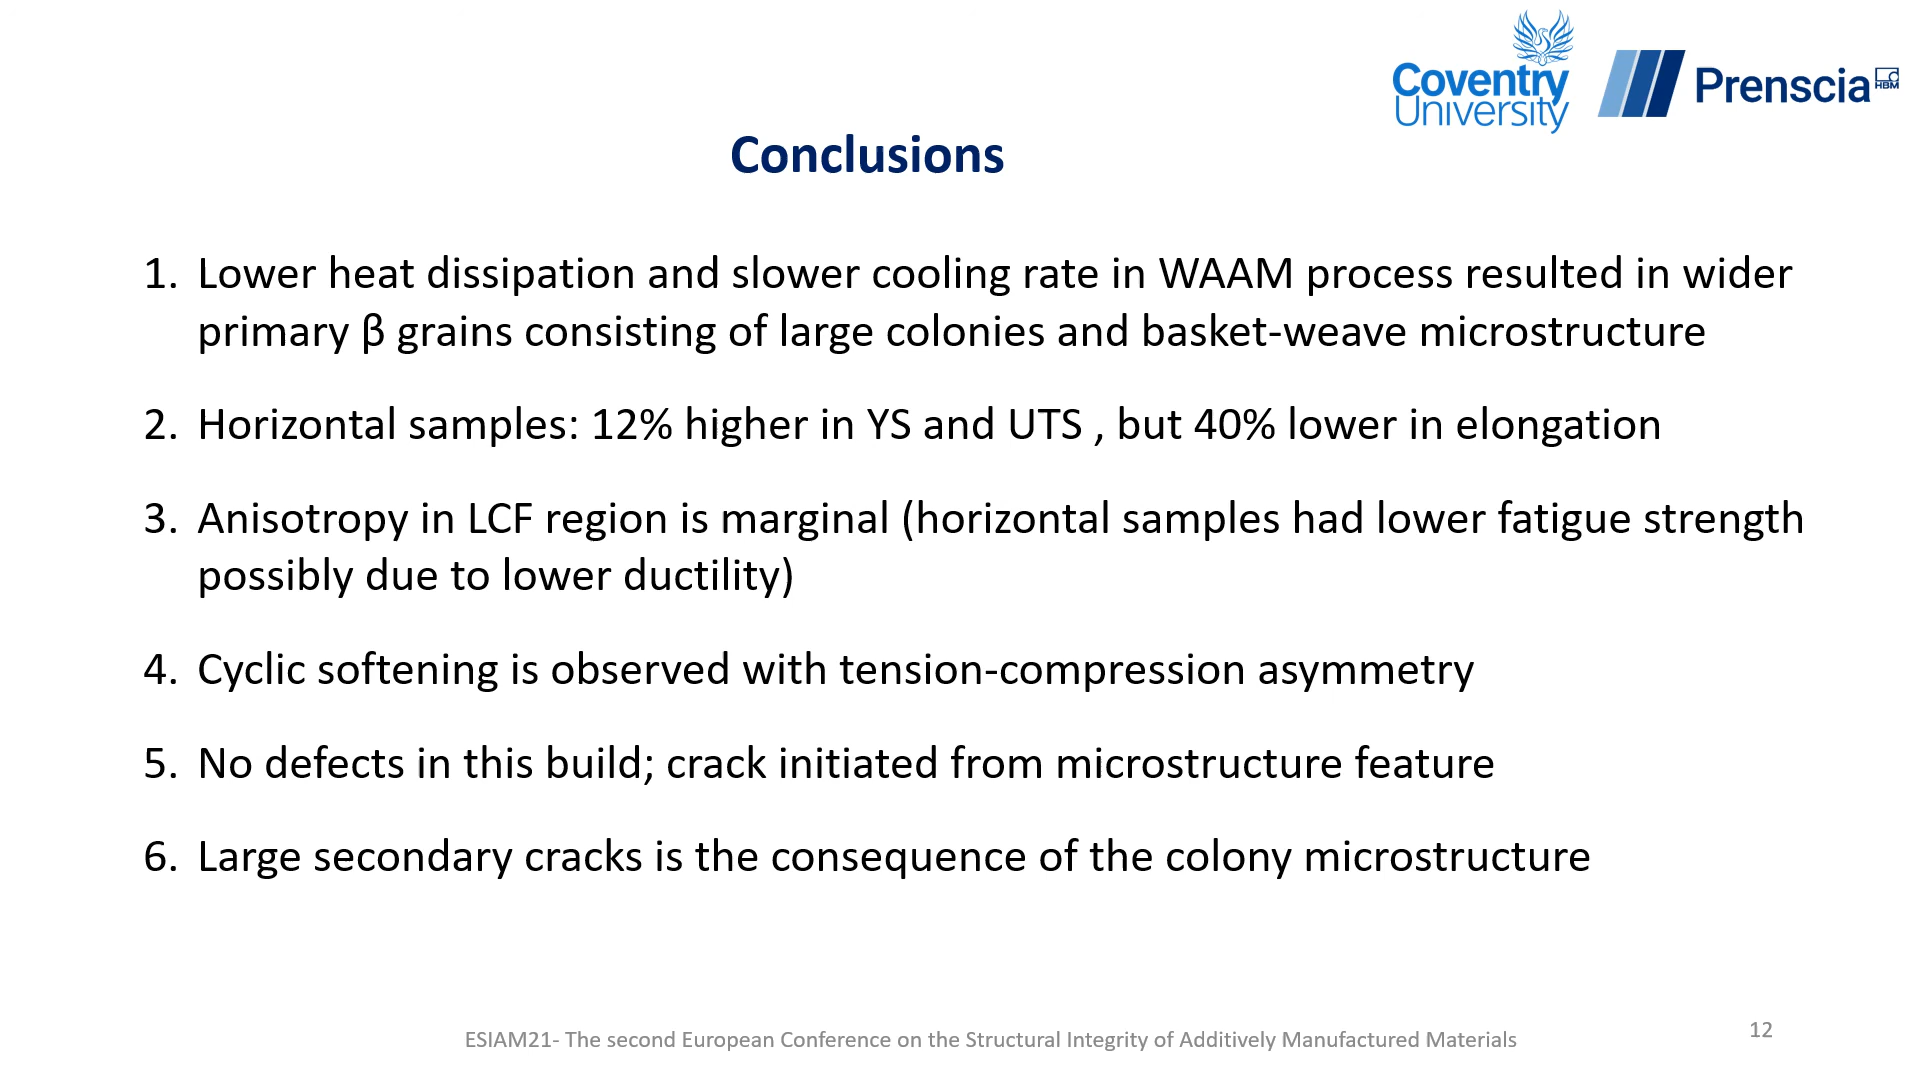 Coventry
University
Prenscia
HBM
Conclusions
1. Lower heat dissipation and slower cooling rate in WAAM process resulted in wider
primary β grains consisting of large colonies and basket-weave microstructure
2. Horizontal samples: 12% higher in YS and UTS , but 40% lower in elongation
3. Anisotropy in LCF region is marginal (horizontal samples had lower fatigue strength
possibly due to lower ductility)
4. Cyclic softening is observed with tension-compression asymmetry
5. No defects in this build; crack initiated from microstructure feature
6. Large secondary cracks is the consequence of the colony microstructure
ESIAM21- The second European Conference on the Structural Integrity of Additively Manufactured Materials
12